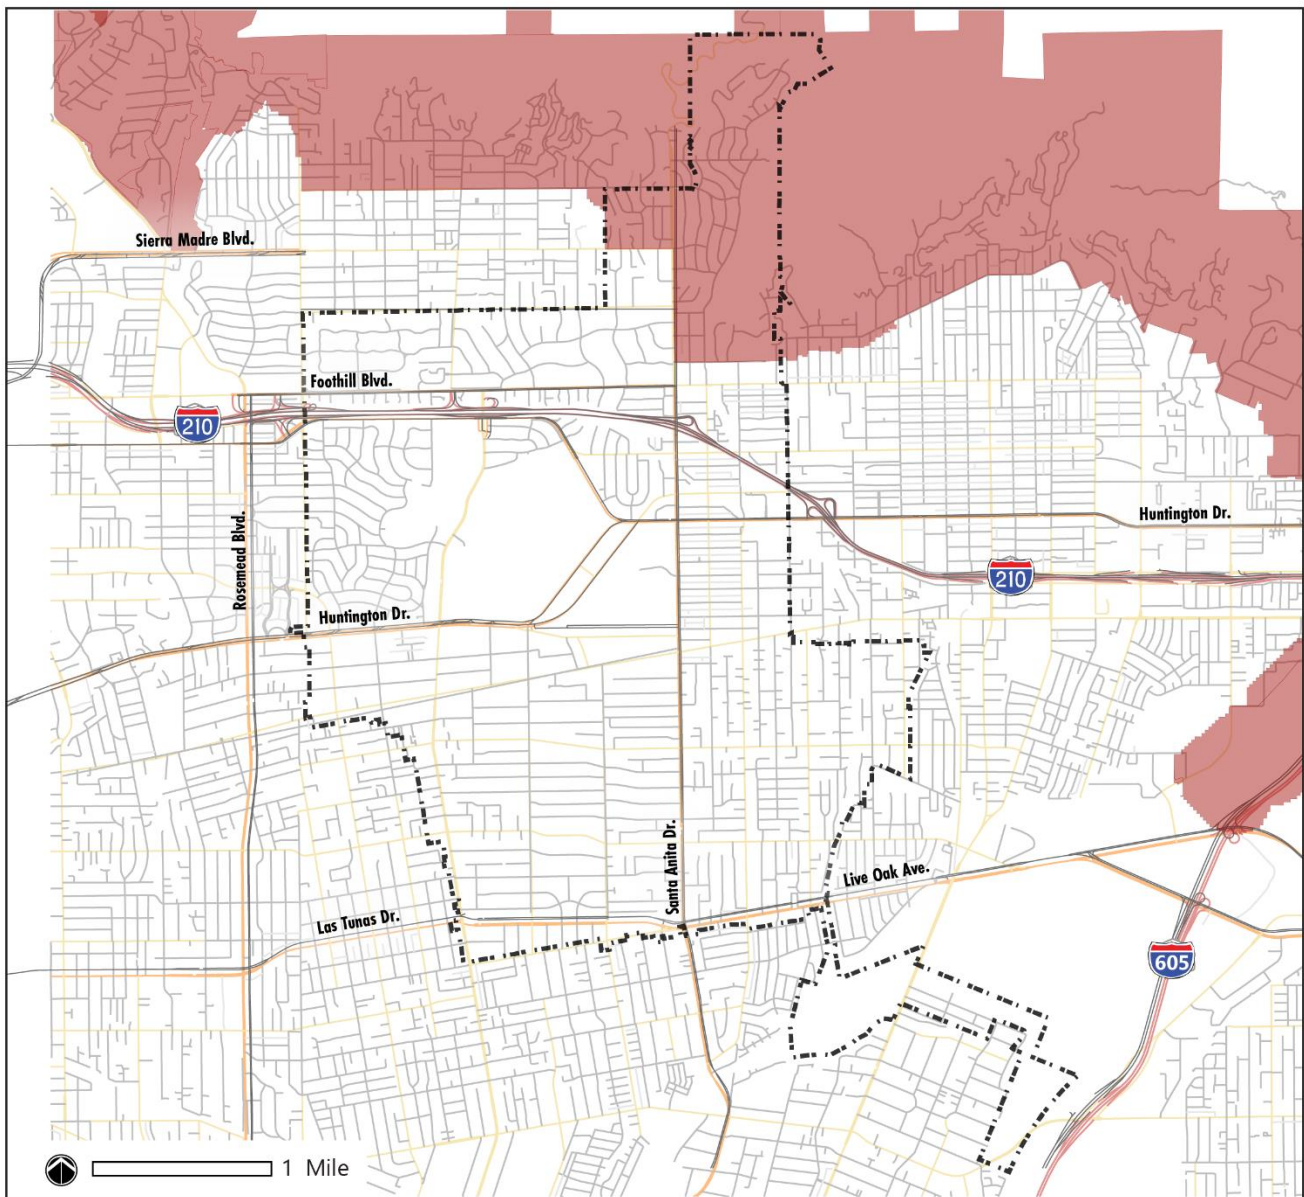 Sierra Madre Blvd.
Foothill Blvd.
210
Rosemead Blvd.
Huntington Dr.
210
Huntington Dr.
Santa Anita Dr.
Live Oak Ave.
Las Tunas Dr.
605
1 Mile